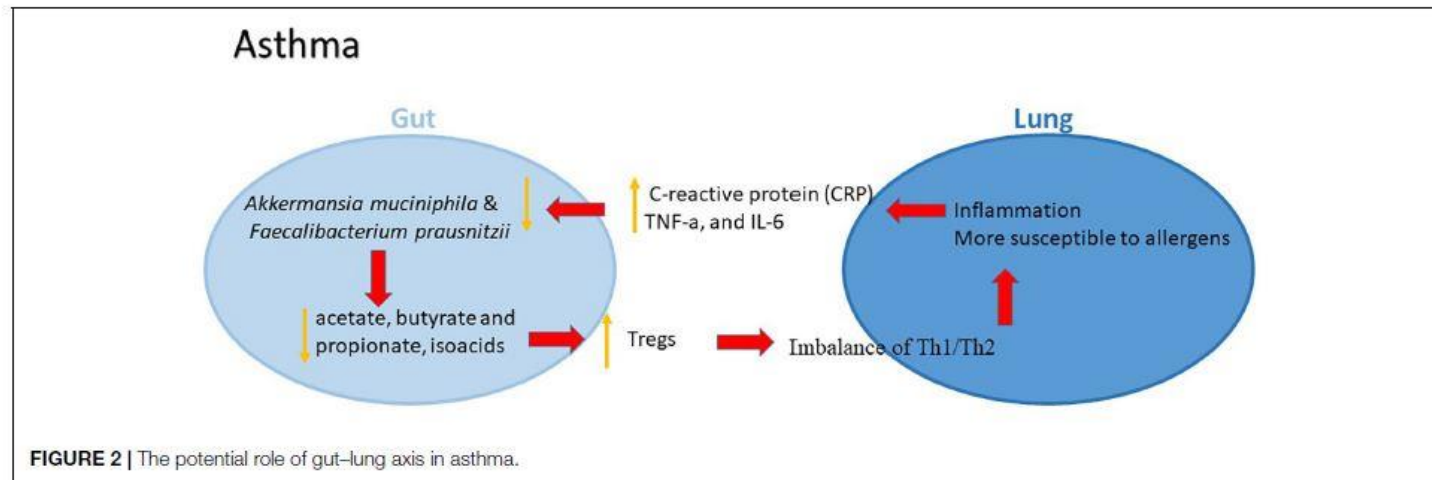 Asthma
Gut
Lung
Akkermansia muciniphila &
Faecalibacterium prausnitzii
C-reactive protein (CRP)
TNF-a, and IL-6
Inflammation
More susceptible to allergens
acetate, butyrate and
propionate, isoacids
Tregs
Imbalance of Th1/Th2
FIGURE 2 | The potential role of gut–lung axis in asthma.